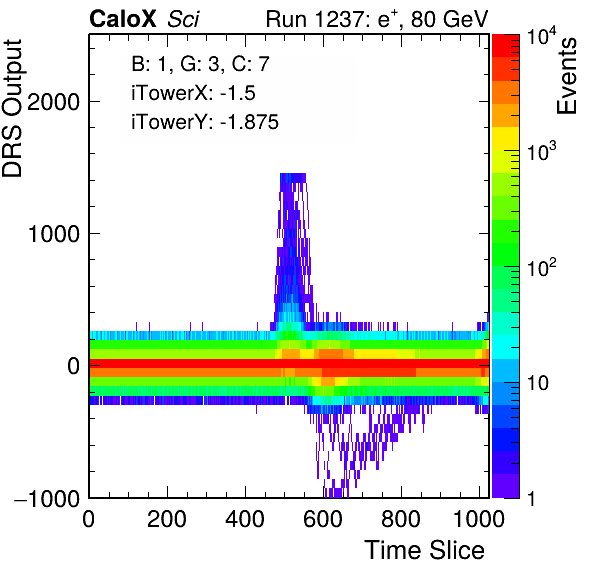 CaloX Sci
Run 1237: e⁺, 80 GeV
B: 1, G: 3, C: 7
iTowerX: -1.5
iTowerY: -1.875
DRS Output
2000
1000
0
−1000
0 200 400 600 800 1000
Time Slice
Events
10⁴
10³
10²
10
1